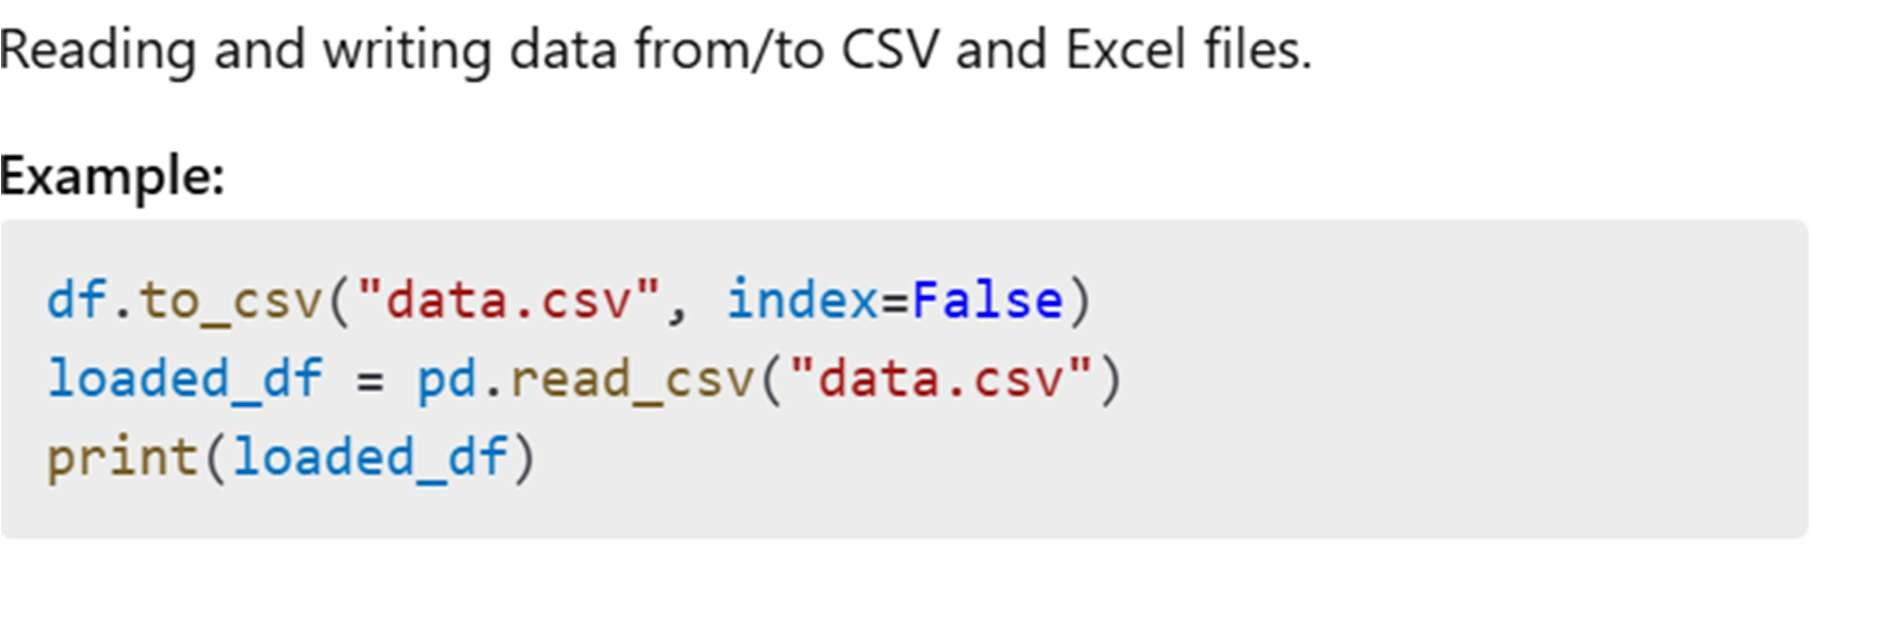 Reading and writing data from/to CSV and Excel files.
Example:
df.to_csv("data.csv", index=False)
loaded_df = pd.read_csv("data.csv")
print(loaded_df)